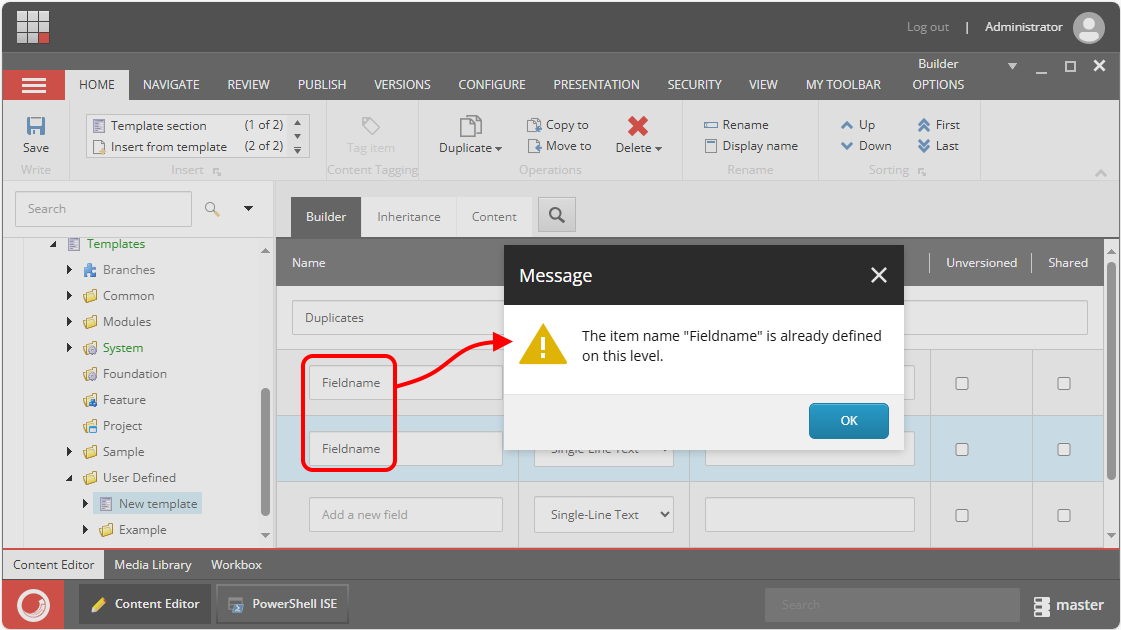 Log out | Administrator
Builder
HOME NAVIGATE REVIEW PUBLISH VERSIONS CONFIGURE PRESENTATION SECURITY VIEW MY TOOLBAR OPTIONS
Template section (1 of 2)
Insert from template (2 of 2)
Save
Write
Insert
Tag item
Content Tagging
Duplicate
Copy to
Move to
Delete
Operations
Rename
Display name
Rename
Up First
Down Last
Sorting
Search
Builder Inheritance Content
Templates
Branches
Common
Modules
System
Foundation
Feature
Project
Sample
User Defined
New template
Example
Name Unversioned Shared
Duplicates
Fieldname
Fieldname
Single-Line Text
Add a new field Single-Line Text
Message
The item name "Fieldname" is already defined
on this level.
OK
Content Editor Media Library Workbox
Content Editor PowerShell ISE Search master